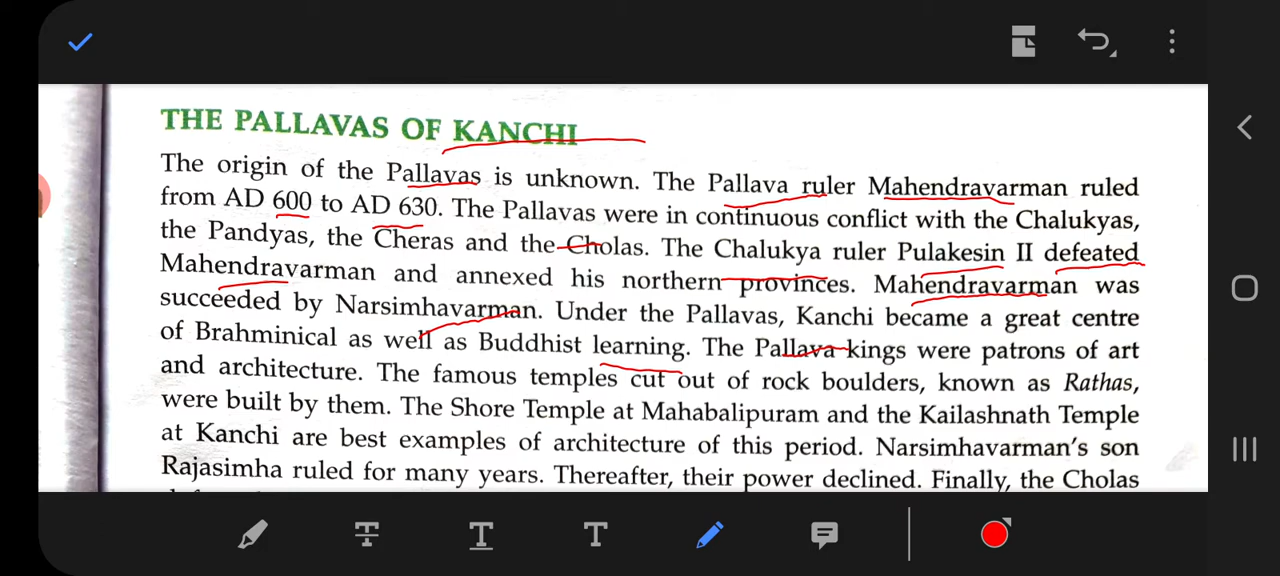 THE PALLAVAS OF KANCHI
The origin of the Pallavas is unknown. The Pallava ruler Mahendravarman ruled
from AD 600 to AD 630. The Pallavas were in continuous conflict with the Chalukyas,
the Pandyas, the Cheras and the Cholas. The Chalukya ruler Pulakesin II defeated
Mahendravarman and annexed his northern provinces. Mahendravarman was
succeeded by Narsimhavarman. Under the Pallavas, Kanchi became a great centre
of Brahminical as well as Buddhist learning. The Pallava kings were patrons of art
and architecture. The famous temples cut out of rock boulders, known as Rathas,
were built by them. The Shore Temple at Mahabalipuram and the Kailashnath Temple
at Kanchi are best examples of architecture of this period. Narsimhavarman's son
Rajasimha ruled for many years. Thereafter, their power declined. Finally, the Cholas
T T T